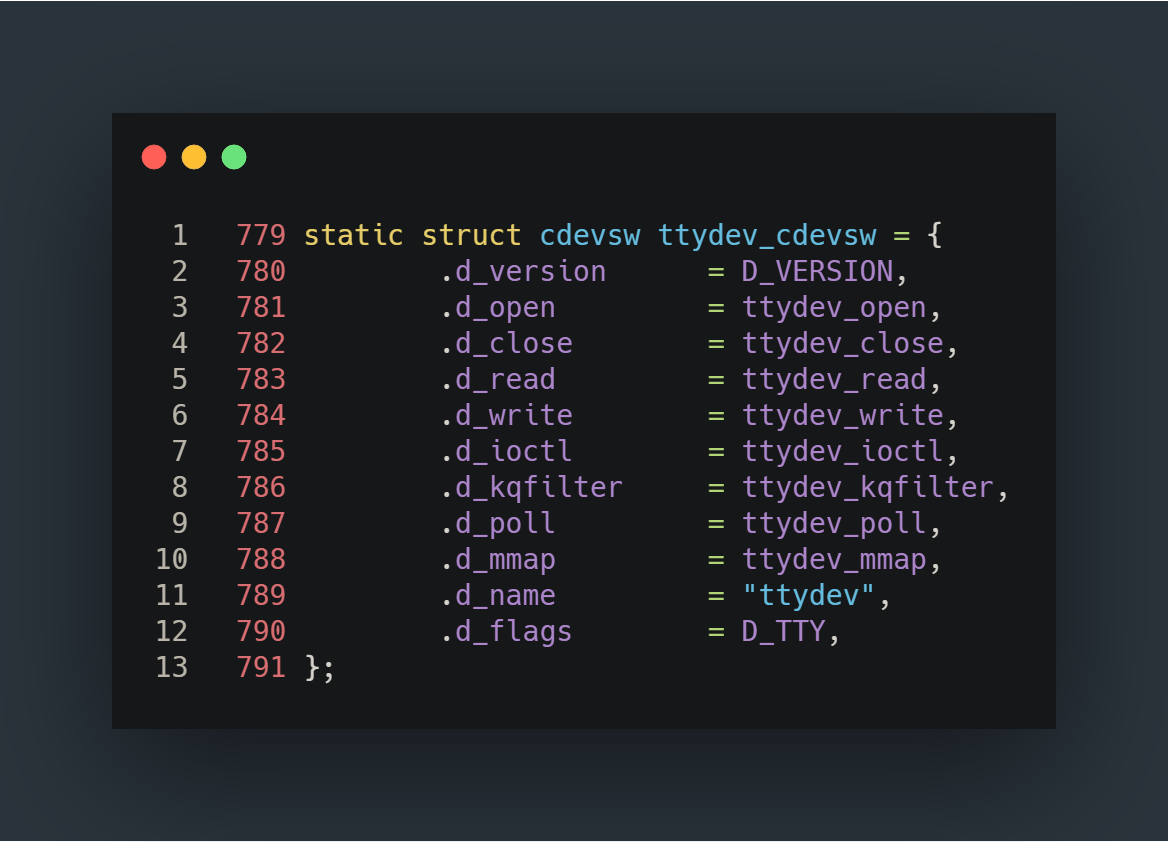 1 779 static struct cdevsw ttydev_cdevsw = {
2 780 .d_version = D_VERSION,
3 781 .d_open = ttydev_open,
4 782 .d_close = ttydev_close,
5 783 .d_read = ttydev_read,
6 784 .d_write = ttydev_write,
7 785 .d_ioctl = ttydev_ioctl,
8 786 .d_kqfilter = ttydev_kqfilter,
9 787 .d_poll = ttydev_poll,
10 788 .d_mmap = ttydev_mmap,
11 789 .d_name = "ttydev",
12 790 .d_flags = D_TTY,
13 791 };